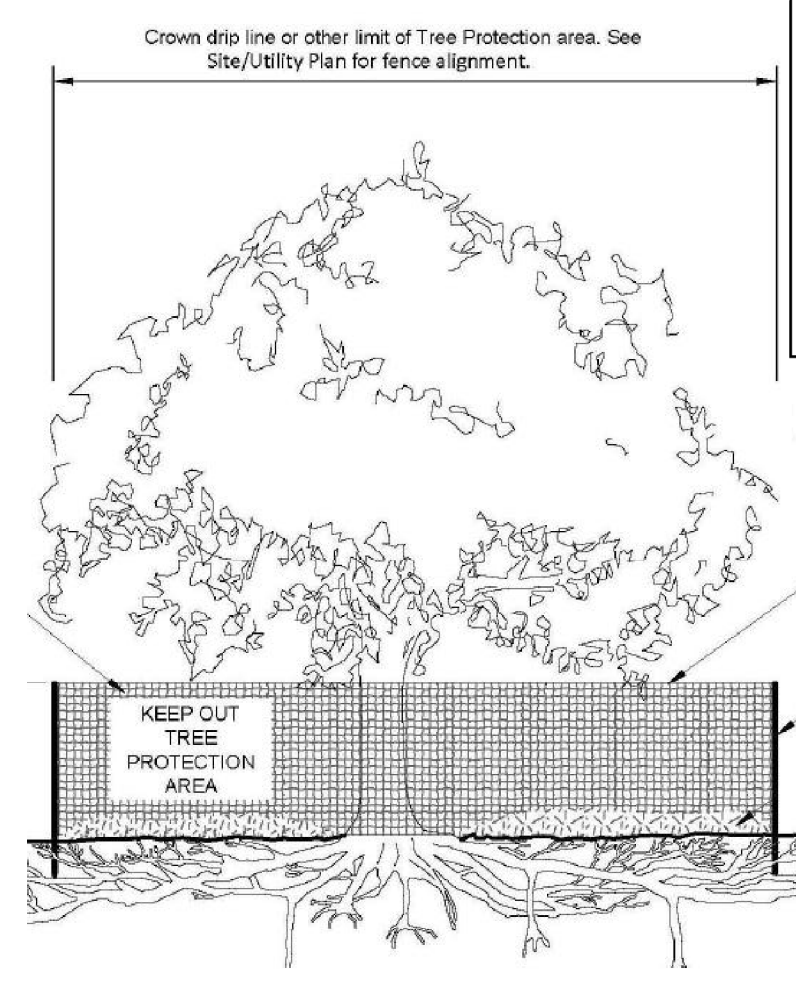 Crown drip line or other limit of Tree Protection area. See
Site/Utility Plan for fence alignment.
KEEP OUT
TREE
PROTECTION
AREA